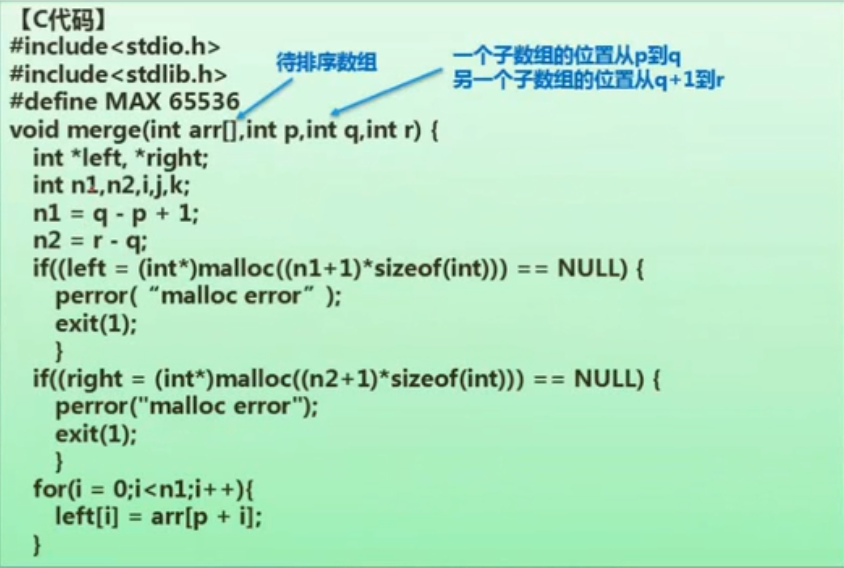 【C代码】
#include<stdio.h>
#include<stdlib.h>
#define MAX 65536
待排序数组
一个子数组的位置从p到q
另一个子数组的位置从q+1到r
void merge(int arr[],int p,int q,int r) {
int *left, *right;
int n1,n2,i,j,k;
n1 = q - p + 1;
n2 = r - q;
if((left = (int*)malloc((n1+1)*sizeof(int))) == NULL) {
perror( “malloc error” );
exit(1);
}
if((right = (int*)malloc((n2+1)*sizeof(int))) == NULL) {
perror("malloc error");
exit(1);
}
for(i = 0;i<n1;i++){
left[i] = arr[p + i];
}